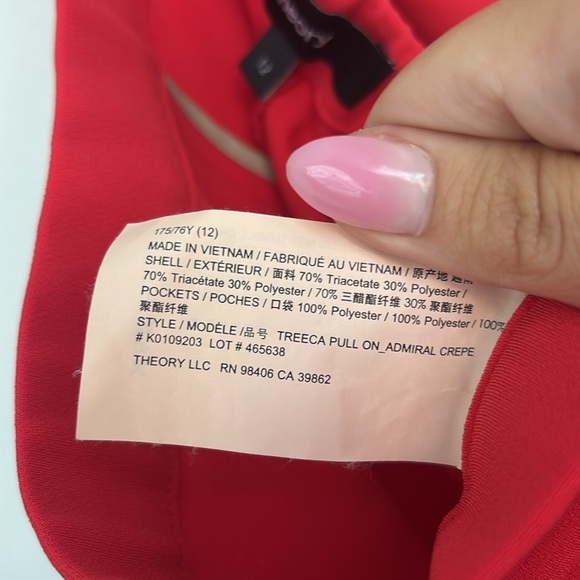 12
175/76Y (12)
MADE IN VIETNAM / FABRIQUÉ AU VIETNAM / 原产地 越南
SHELL / EXTÉRIEUR / 面料 70% Triacetate 30% Polyester /
70% Triacétate 30% Polyester / 70% 三醋酯纤维 30% 聚酯纤维
POCKETS / POCHES / 口袋 100% Polyester / 100% Polyester / 100%
聚酯纤维
STYLE / MODÈLE /品号 TREECA PULL ON_ADMIRAL CREPE
# K0109203 LOT # 465638
THEORY LLC RN 98406 CA 39862